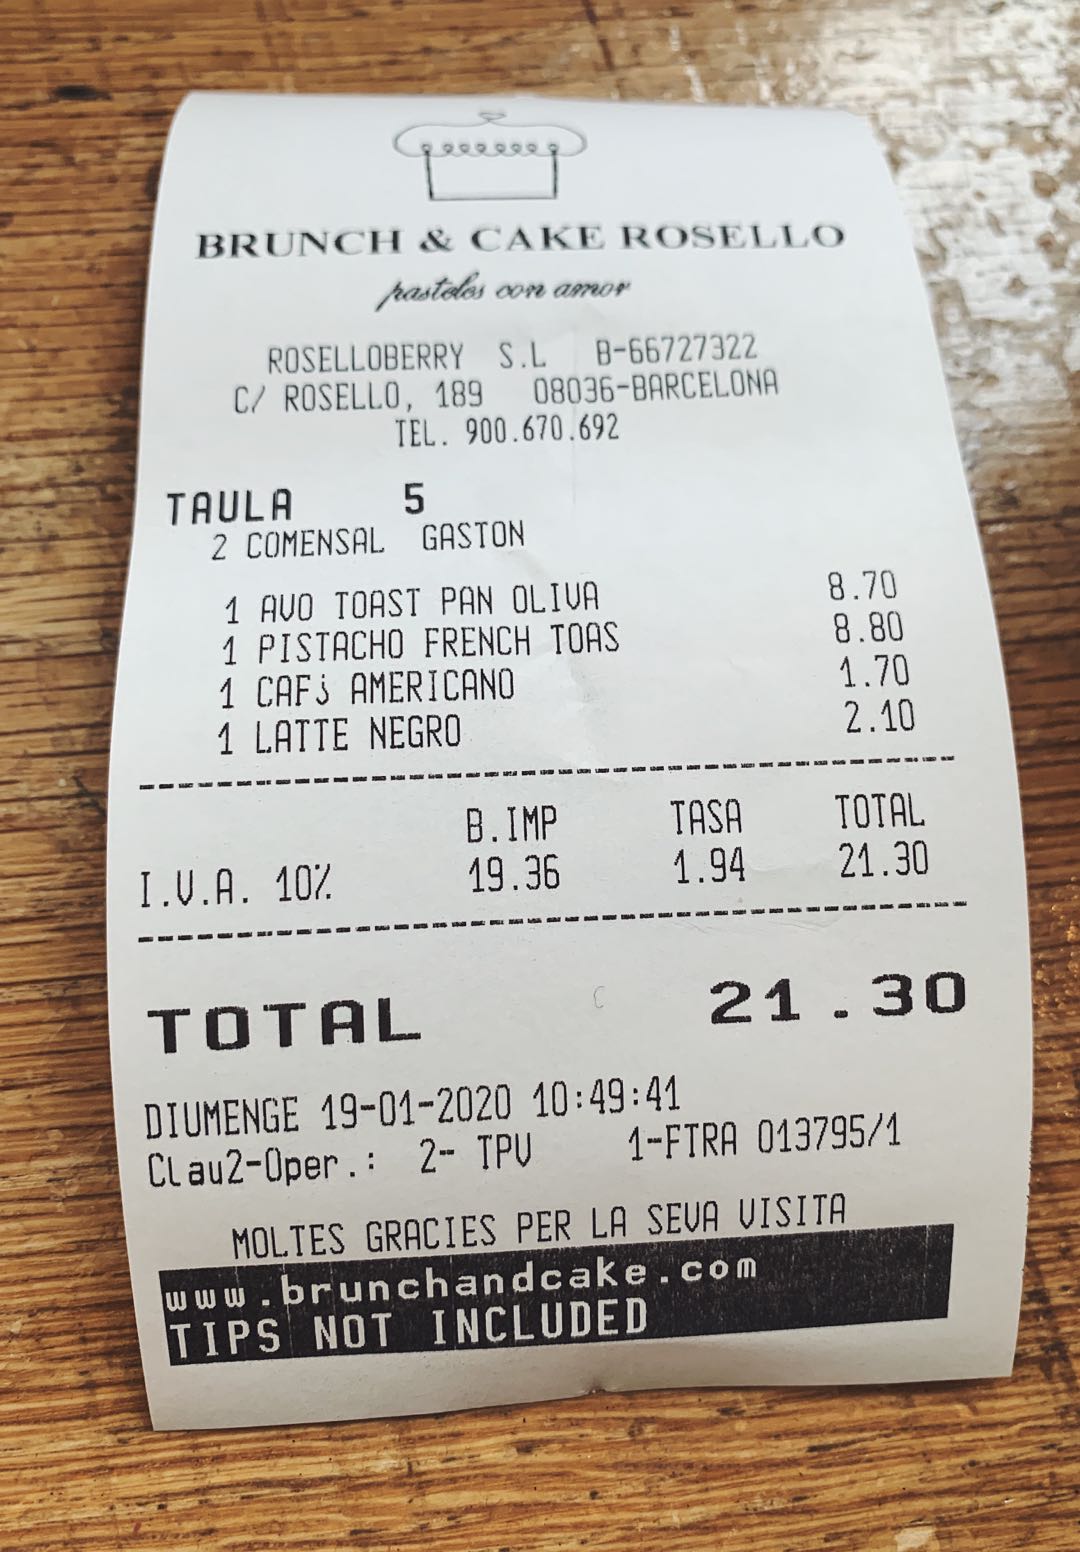 BRUNCH & CAKE ROSELLO
pasteles con amor
ROSELLOBERRY S.L B-66727322
C/ ROSELLO, 189 08036-BARCELONA
TEL. 900.670.692
TAULA 5
2 COMENSAL GASTON
1 AVO TOAST PAN OLIVA 8.70
1 PISTACHO FRENCH TOAS 8.80
1 CAFڹ AMERICANO 1.70
1 LATTE NEGRO 2.10
B.IMP TASA TOTAL
I.V.A. 10% 19.36 1.94 21.30
TOTAL 21.30
DIUMENGE 19-01-2020 10:49:41
CLau2-Oper.: 2- TPV 1-FTRA 013795/1
MOLTES GRACIES PER LA SEVA VISITA
www.brunchandcake.com
TIPS NOT INCLUDED